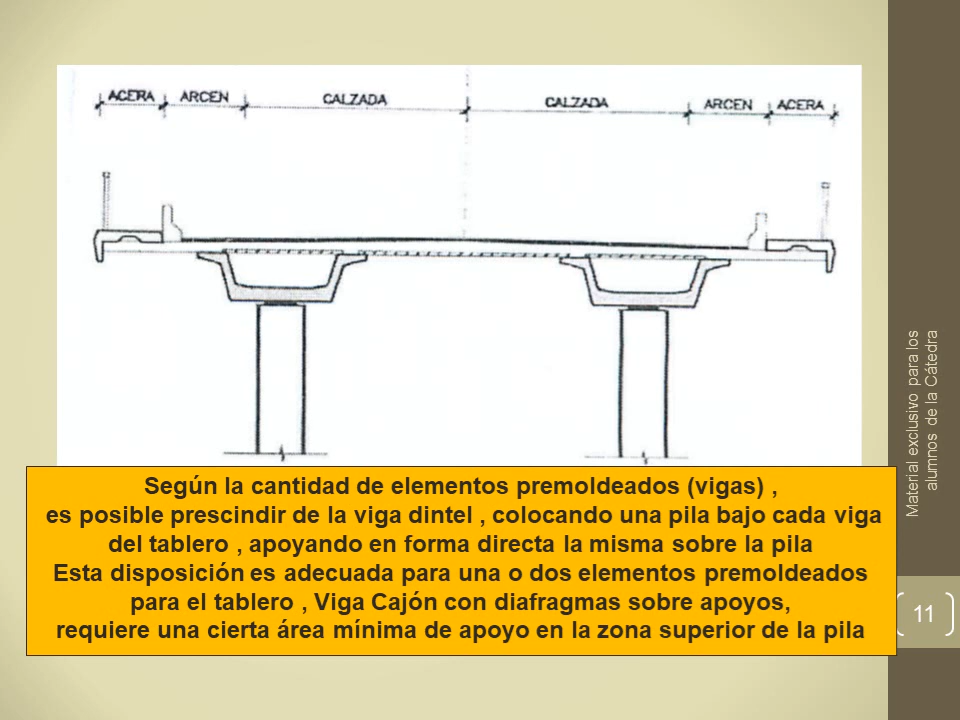 ACERA ARCEN CALZADA CALZADA ARCEN ACERA
Según la cantidad de elementos premoldeados (vigas) ,
es posible prescindir de la viga dintel , colocando una pila bajo cada viga
del tablero , apoyando en forma directa la misma sobre la pila
Esta disposición es adecuada para una o dos elementos premoldeados
para el tablero , Viga Cajón con diafragmas sobre apoyos,
requiere una cierta área mínima de apoyo en la zona superior de la pila
Material exclusivo para los
alumnos de la Cátedra
11